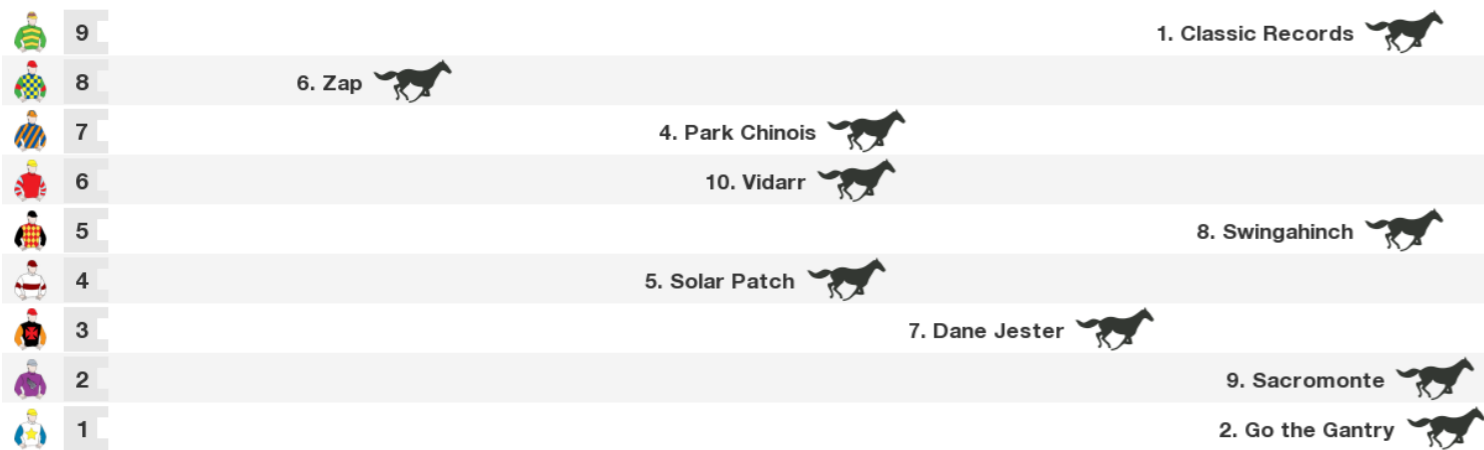 9 1. Classic Records
8 6. Zap
7 4. Park Chinois
6 10. Vidarr
5 8. Swingahinch
4 5. Solar Patch
3 7. Dane Jester
2 9. Sacromonte
1 2. Go the Gantry